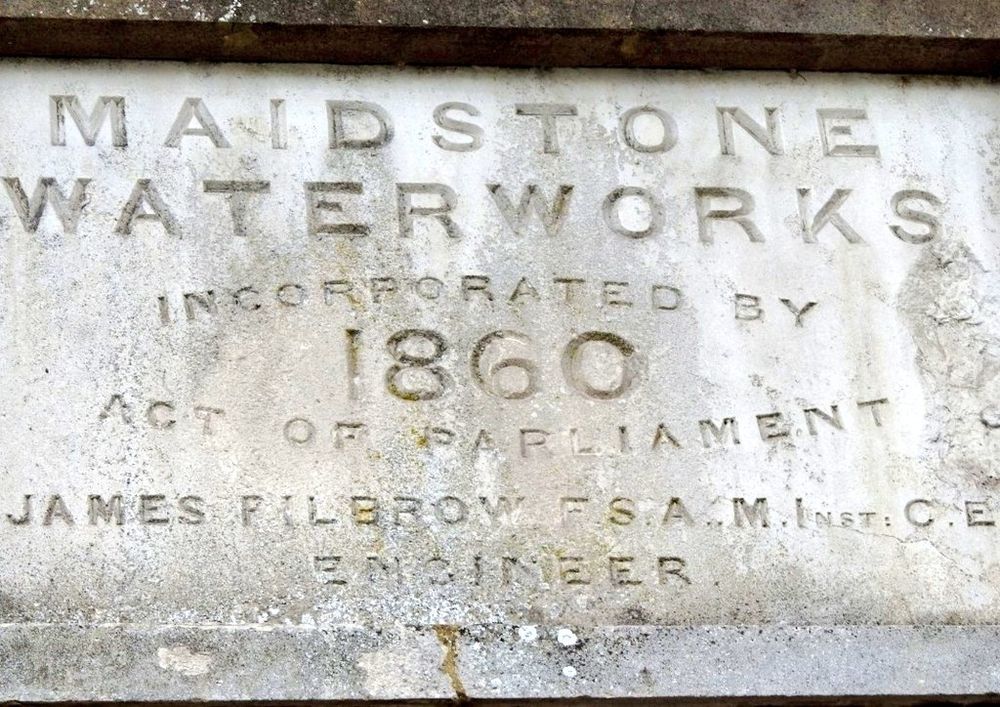 MAIDSTONE
WATERWORKS
INCORPORATED BY
1860
ACT OF PARLIAMENT
JAMES PILBROW F.S.A., M.INST: C.E
ENGINEER